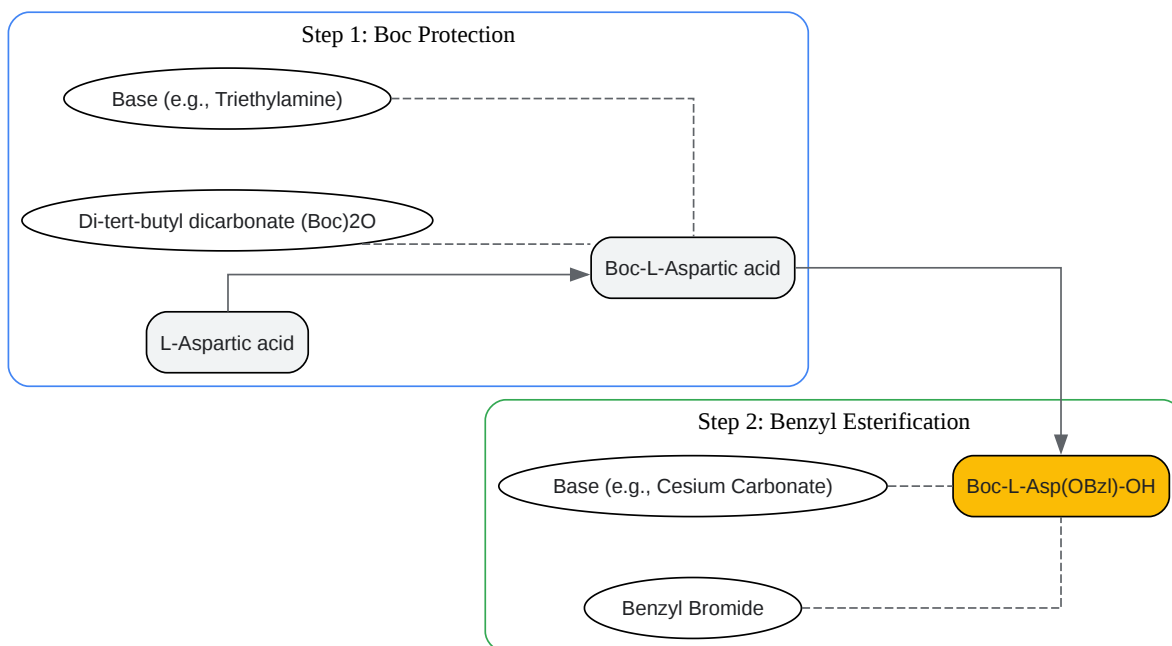 Step 1: Boc Protection
Base (e.g., Triethylamine)
Di-tert-butyl dicarbonate (Boc)2O
Boc-L-Aspartic acid
L-Aspartic acid
Step 2: Benzyl Esterification
Base (e.g., Cesium Carbonate)
Boc-L-Asp(OBzl)-OH
Benzyl Bromide